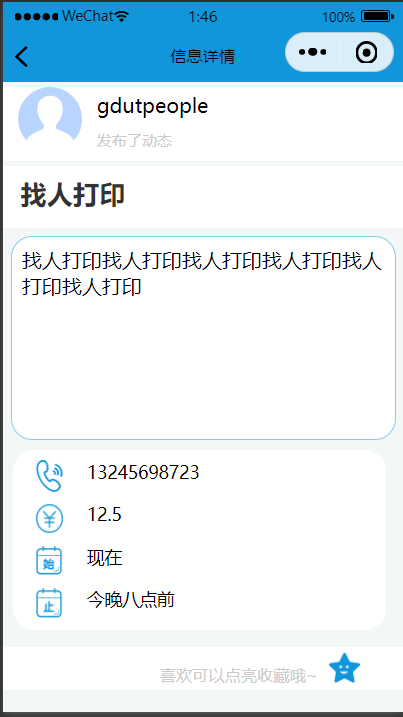 WeChat 1:46 100%
信息详情
gdutpeople
发布了动态
找人打印
找人打印找人打印找人打印找人打印找人
打印找人打印
13245698723
¥ 12.5
始 现在
止 今晚八点前
喜欢可以点亮收藏哦~